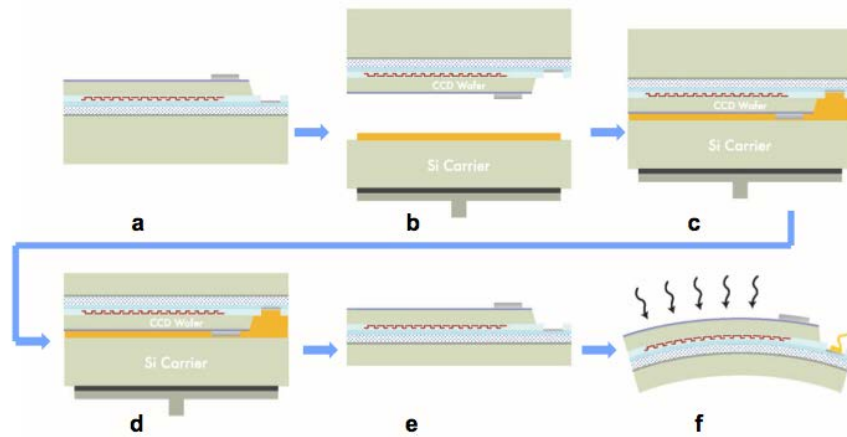 CCD Wafer
Si Carrier
CCD Wafer
Si Carrier
a
b
c
CCD Wafer
Si Carrier
d
e
f